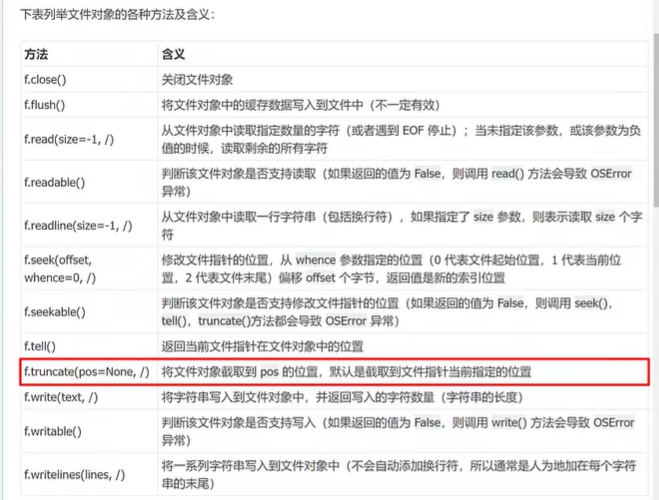 下表列举文件对象的各种方法及含义：
方法 含义
f.close() 关闭文件对象
f.flush() 将文件对象中的缓存数据写入到文件中（不一定有效）
f.read(size=-1, /) 从文件对象中读取指定数量的字符（或者遇到 EOF 停止）；当未指定该参数，或该参数为负
值的时候，读取剩余的所有字符
f.readable() 判断该文件对象是否支持读取（如果返回的值为 False，则调用 read() 方法会导致 OSError
异常）
f.readline(size=-1, /) 从文件对象中读取一行字符串（包括换行符），如果指定了 size 参数，则表示读取 size 个字
符
f.seek(offset, 修改文件指针的位置，从 whence 参数指定的位置（0 代表文件起始位置，1 代表当前位
whence=0, /) 置，2 代表文件末尾）偏移 offset 个字节，返回值是新的索引位置
f.seekable() 判断该文件对象是否支持修改文件指针的位置（如果返回的值为 False，则调用 seek()，
tell()，truncate()方法都会导致 OSError 异常）
f.tell() 返回当前文件指针在文件对象中的位置
f.truncate(pos=None, /) 将文件对象截取到 pos 的位置，默认是截取到文件指针当前指定的位置
f.write(text, /) 将字符串写入到文件对象中，并返回写入的字符数量（字符串的长度）
f.writable() 判断该文件对象是否支持写入（如果返回的值为 False，则调用 write() 方法会导致 OSError
异常）
f.writelines(lines, /) 将一系列字符串写入到文件对象中（不会自动添加换行符，所以通常是人为地加在每个字符
串的末尾）